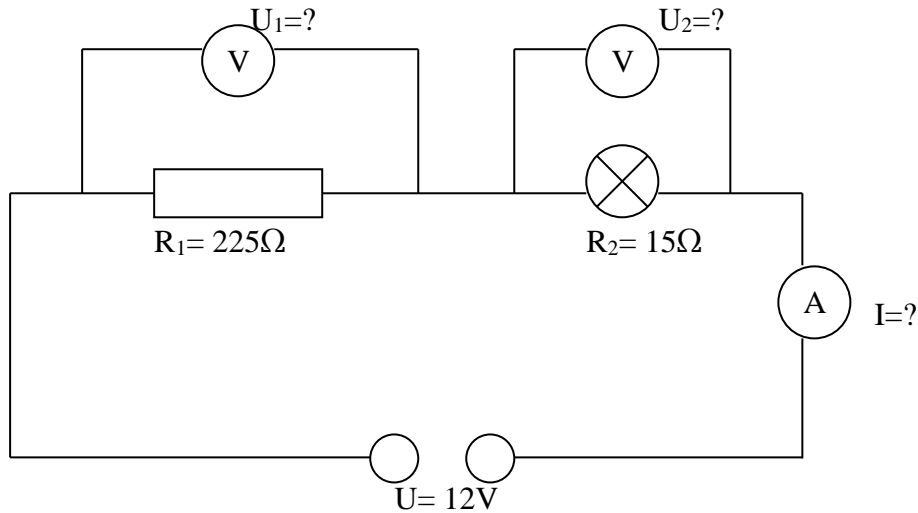 U₁=?
U₂=?
V
V
R₁= 225Ω
R₂= 15Ω
A
I=?
U= 12V